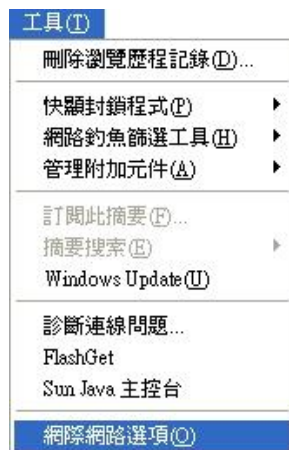 工具(T)
刪除瀏覽歷程記錄(D)...
快顯封鎖程式(P)
網路釣魚篩選工具(H)
管理附加元件(A)
訂閱此摘要(F)...
摘要搜索(E)
Windows Update(U)
診斷連線問題...
FlashGet
Sun Java 主控台
網際網路選項(O)